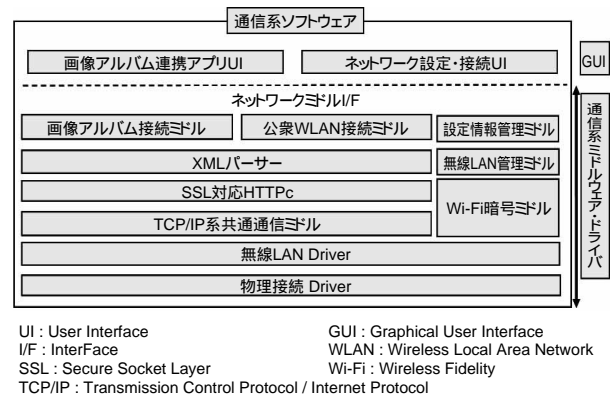 通信系ソフトウェア
画像アルバム連携アプリUI
ネットワーク設定・接続UI
GUI
ネットワークミドルI/F
画像アルバム接続ミドル
公衆WLAN接続ミドル
設定情報管理ミドル
XMLパーサー
無線LAN管理ミドル
SSL対応HTTPc
Wi-Fi暗号ミドル
TCP/IP系共通通信ミドル
無線LAN Driver
物理接続 Driver
通信系ミドルウェア・ドライバ
UI : User Interface
GUI : Graphical User Interface
I/F : InterFace
WLAN : Wireless Local Area Network
SSL : Secure Socket Layer
Wi-Fi : Wireless Fidelity
TCP/IP : Transmission Control Protocol / Internet Protocol